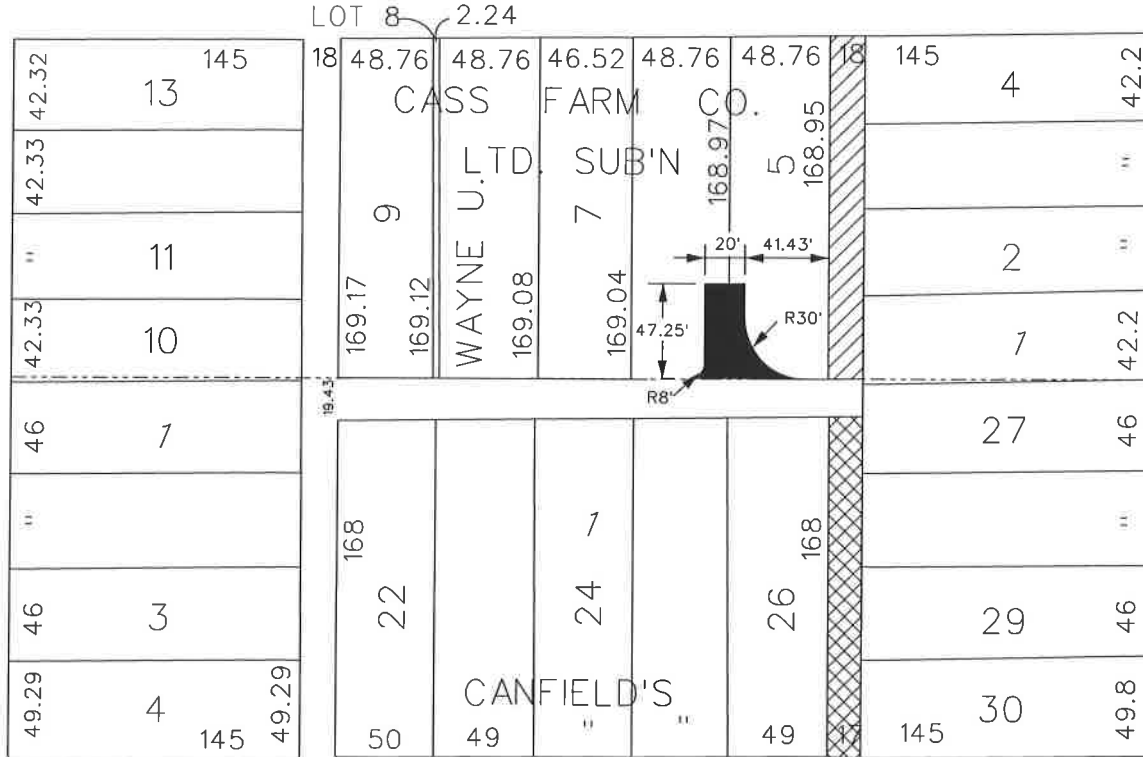 LOT 8 2.24
145 18 48.76 48.76 46.52 48.76 48.76 18 145
42.32 13 4 42.2
CASS FARM CO.
42.33 168.97 5 168.95 "
LTD. SUB'N
WAYNE U.
9 7
" 11 2 "
20' 41.43'
169.17 169.12 169.08 169.04
42.33 10 47.25' R30' 1 42.2
R8'
19.43
46 1 27 46
" 168 1 168 "
46 3 22 24 26 29 46
CANFIELD'S
49.29 4 49.29 30 49.8
" "
145 50 49 49 17 145